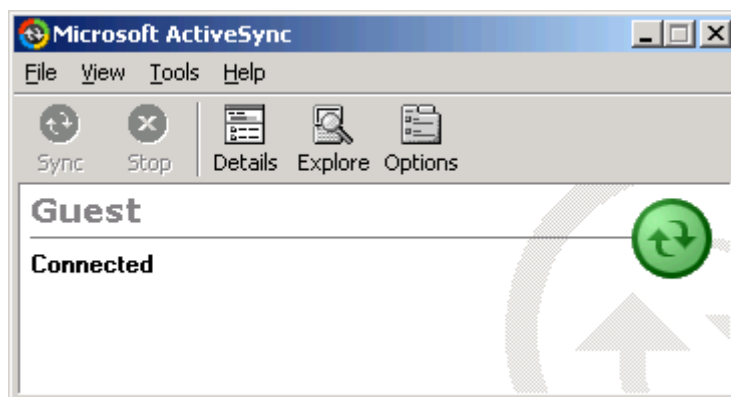 Microsoft ActiveSync
File View Tools Help
Sync Stop Details Explore Options
Guest
Connected